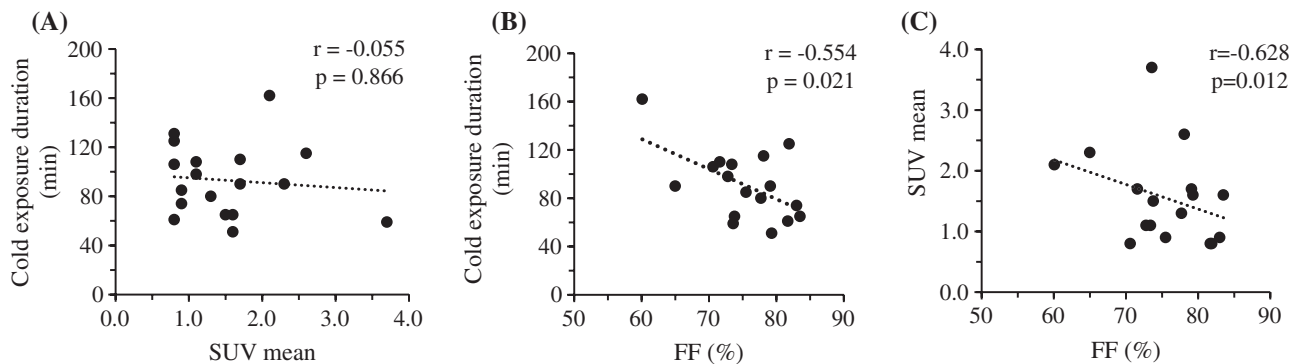 (A)
r = -0.055
p = 0.866
Cold exposure duration
(min)
200
160
120
80
40
0
0.0 1.0 2.0 3.0 4.0
SUV mean
(B)
r = -0.554
p = 0.021
Cold exposure duration
(min)
200
160
120
80
40
0
50 60 70 80 90
FF (%)
(C)
r=-0.628
p=0.012
SUV mean
4.0
3.0
2.0
1.0
0.0
50 60 70 80 90
FF (%)